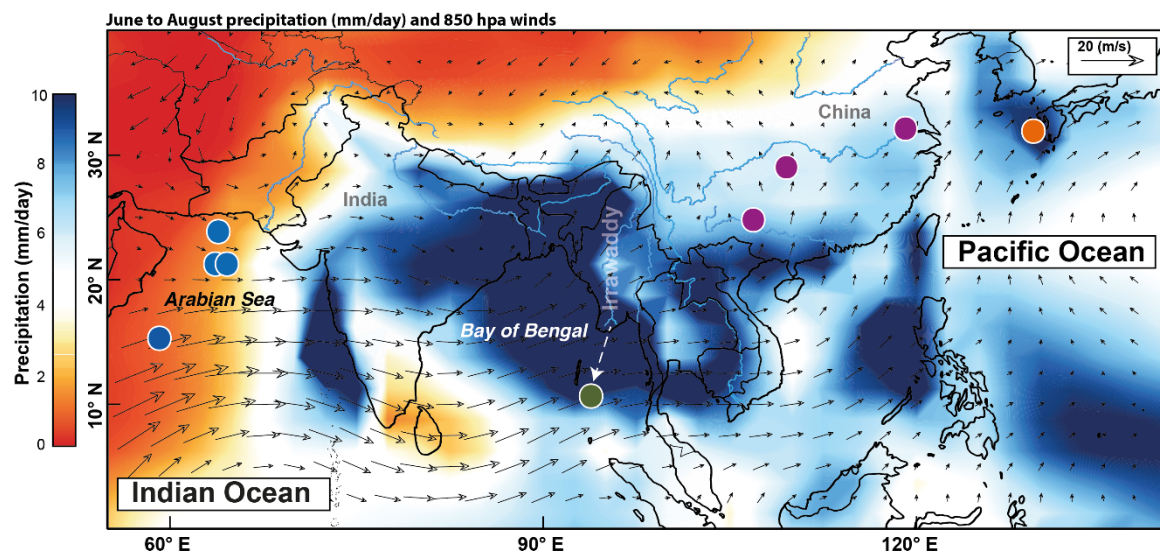 June to August precipitation (mm/day) and 850 hpa winds
20 (m/s)
10
8
6
4
2
0
Precipitation (mm/day)
30° N
20° N
10° N
China
India
Irrawaddy
Arabian Sea
Bay of Bengal
Pacific Ocean
Indian Ocean
60° E
90° E
120° E